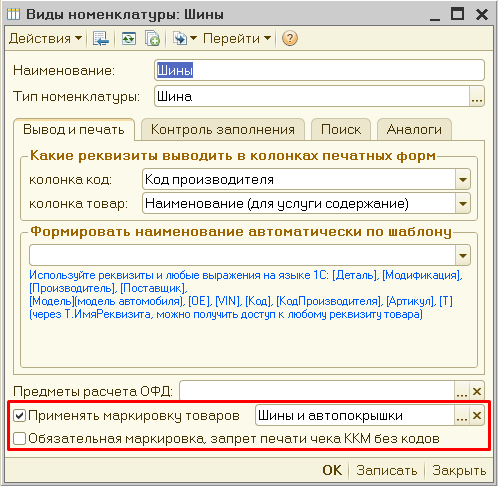 Виды номенклатуры: Шины
Действия Перейти ?
Наименование: Шины
Тип номенклатуры: Шина ...
Вывод и печать Контроль заполнения Поиск Аналоги
Какие реквизиты выводить в колонках печатных форм
колонка код: Код производителя
колонка товар: Наименование (для услуги содержание)
Формировать наименование автоматически по шаблону
Используйте реквизиты и любые выражения на языке 1С: [Деталь], [Модификация],
[Производитель], [Поставщик],
[Модель](модель автомобиля), [OE], [VIN], [Код], [КодПроизводителя], [Артикул], [Т]
(через Т.ИмяРеквизита, можно получить доступ к любому реквизиту товара)
Предметы расчета ОФД: ... ×
Применять маркировку товаров Шины и автопокрышки ... ×
Обязательная маркировка, запрет печати чека ККМ без кодов
OK Записать Закрыть